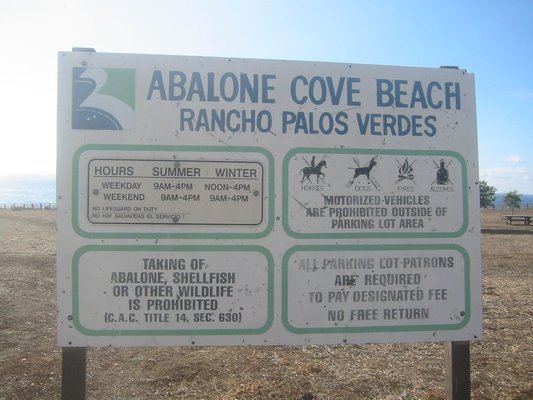 ABALONE COVE BEACH
RANCHO PALOS VERDES
HOURS SUMMER WINTER
WEEKDAY 9AM-4PM NOON-4PM
WEEKEND 9AM-4PM 9AM-4PM
NO LIFEGUARD ON DUTY
NO HAY SALVAVIDAS EL SERVICIO
HORSES DOGS FIRES ALCOHOL
MOTORIZED VEHICLES
ARE PROHIBITED OUTSIDE OF
PARKING LOT AREA
TAKING OF
ABALONE, SHELLFISH
OR OTHER WILDLIFE
IS PROHIBITED
(C.A.C. TITLE 14, SEC. 630)
ALL PARKING LOT PATRONS
ARE REQUIRED
TO PAY DESIGNATED FEE
NO FREE RETURN